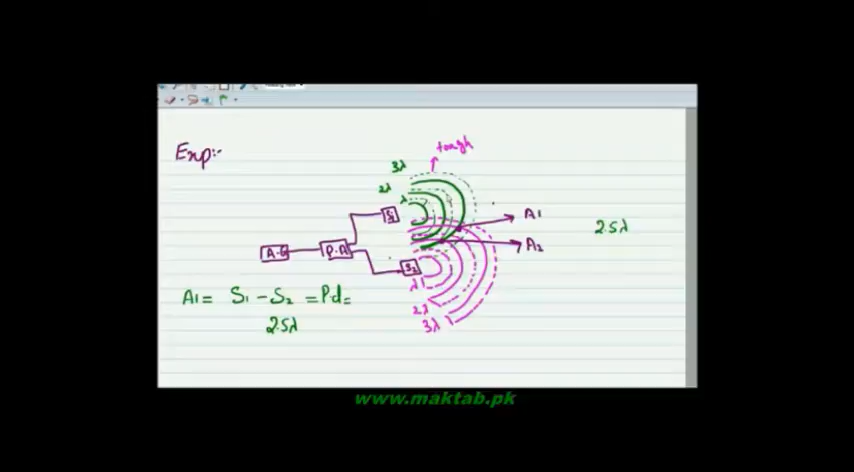 Exp:-
tough
3λ
2λ
λ
S1
A1
2.5λ
A.G
P.A
A2
S2
A1 = S1 - S2 = Pd =
2.5λ
λ
2λ
3λ
www.maktab.pk